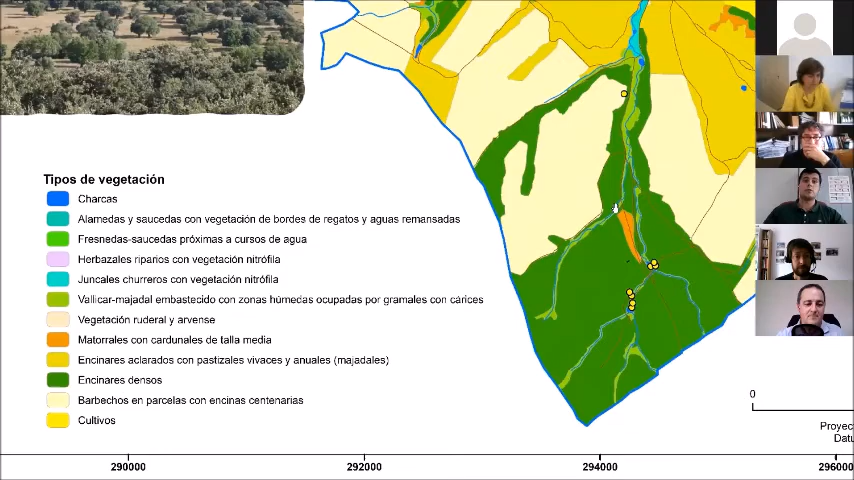 Tipos de vegetación
Charcas
Alamedas y saucedas con vegetación de bordes de regatos y aguas remansadas
Fresnedas-saucedas próximas a cursos de agua
Herbazales riparios con vegetación nitrófila
Juncales churreros con vegetación nitrófila
Vallicar-majadal embastecido con zonas húmedas ocupadas por gramales con cárices
Vegetación ruderal y arvense
Matorrales con cardunales de talla media
Encinares aclarados con pastizales vivaces y anuales (majadales)
Encinares densos
Barbechos en parcelas con encinas centenarias
Cultivos
0
Proyec
Datu
290000 292000 294000 296000